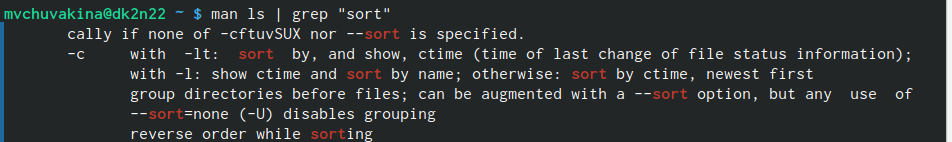 mvchuvakina@dk2n22 ~ $ man ls | grep "sort"
cally if none of -cftuvSUX nor --sort is specified.
-c with -lt: sort by, and show, ctime (time of last change of file status information);
with -l: show ctime and sort by name; otherwise: sort by ctime, newest first
group directories before files; can be augmented with a --sort option, but any use of
--sort=none (-U) disables grouping
reverse order while sorting